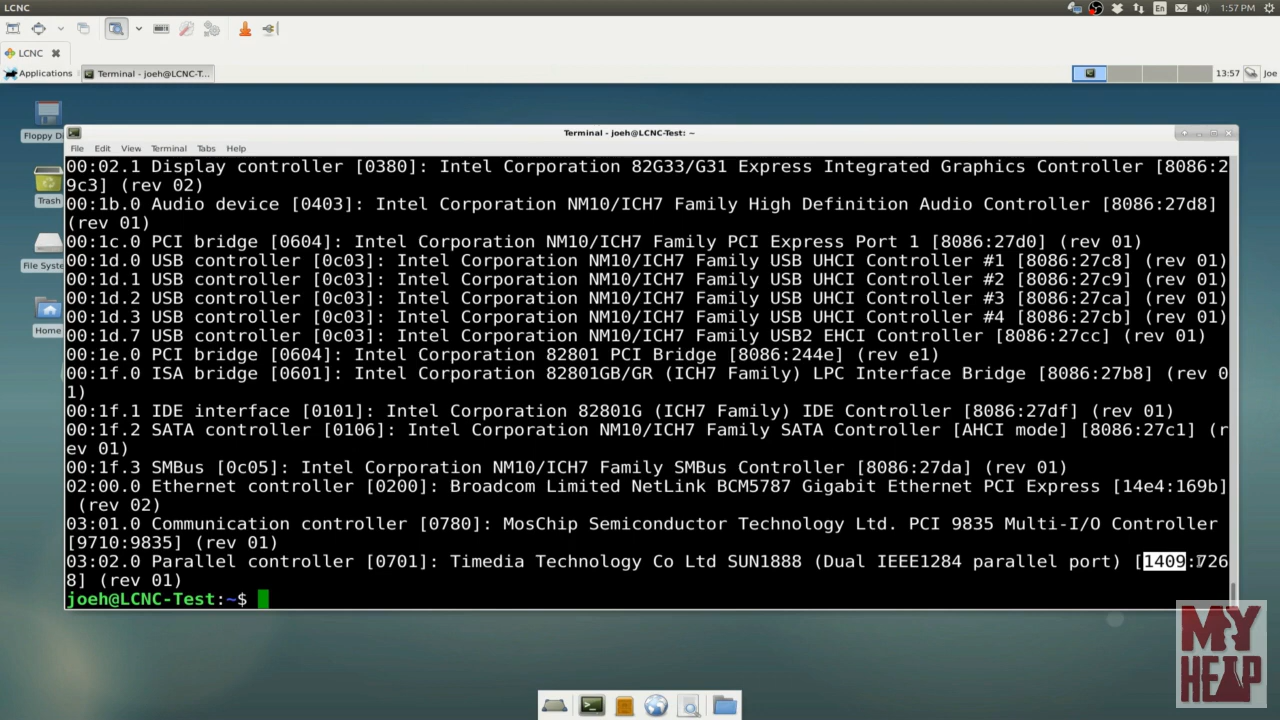 LCNC
En
1:57 PM
LCNC
Applications
Terminal - joeh@LCNC-T...
13:57
Joe
Floppy Di
Trash
File Syste
Home
Terminal - joeh@LCNC-Test: ~
File Edit View Terminal Tabs Help
00:02.1 Display controller [0380]: Intel Corporation 82G33/G31 Express Integrated Graphics Controller [8086:2
9c3] (rev 02)
00:1b.0 Audio device [0403]: Intel Corporation NM10/ICH7 Family High Definition Audio Controller [8086:27d8]
(rev 01)
00:1c.0 PCI bridge [0604]: Intel Corporation NM10/ICH7 Family PCI Express Port 1 [8086:27d0] (rev 01)
00:1d.0 USB controller [0c03]: Intel Corporation NM10/ICH7 Family USB UHCI Controller #1 [8086:27c8] (rev 01)
00:1d.1 USB controller [0c03]: Intel Corporation NM10/ICH7 Family USB UHCI Controller #2 [8086:27c9] (rev 01)
00:1d.2 USB controller [0c03]: Intel Corporation NM10/ICH7 Family USB UHCI Controller #3 [8086:27ca] (rev 01)
00:1d.3 USB controller [0c03]: Intel Corporation NM10/ICH7 Family USB UHCI Controller #4 [8086:27cb] (rev 01)
00:1d.7 USB controller [0c03]: Intel Corporation NM10/ICH7 Family USB2 EHCI Controller [8086:27cc] (rev 01)
00:1e.0 PCI bridge [0604]: Intel Corporation 82801 PCI Bridge [8086:244e] (rev e1)
00:1f.0 ISA bridge [0601]: Intel Corporation 82801GB/GR (ICH7 Family) LPC Interface Bridge [8086:27b8] (rev 0
1)
00:1f.1 IDE interface [0101]: Intel Corporation 82801G (ICH7 Family) IDE Controller [8086:27df] (rev 01)
00:1f.2 SATA controller [0106]: Intel Corporation NM10/ICH7 Family SATA Controller [AHCI mode] [8086:27c1] (r
ev 01)
00:1f.3 SMBus [0c05]: Intel Corporation NM10/ICH7 Family SMBus Controller [8086:27da] (rev 01)
02:00.0 Ethernet controller [0200]: Broadcom Limited NetLink BCM5787 Gigabit Ethernet PCI Express [14e4:169b]
(rev 02)
03:01.0 Communication controller [0780]: MosChip Semiconductor Technology Ltd. PCI 9835 Multi-I/O Controller
[9710:9835] (rev 01)
03:02.0 Parallel controller [0701]: Timedia Technology Co Ltd SUN1888 (Dual IEEE1284 parallel port) [1409:726
8] (rev 01)
joeh@LCNC-Test:~$
MY
HEAP